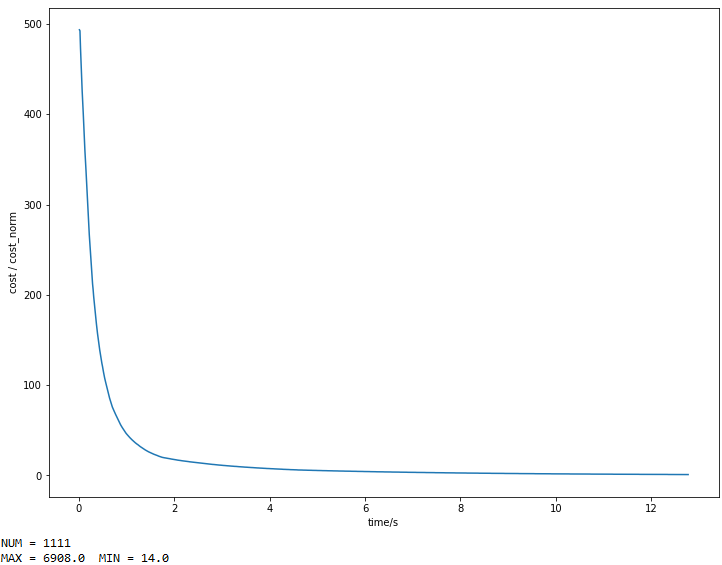 500
400
300
200
100
0
cost / cost_norm
0 2 4 6 8 10 12
time/s
NUM = 1111
MAX = 6908.0 MIN = 14.0